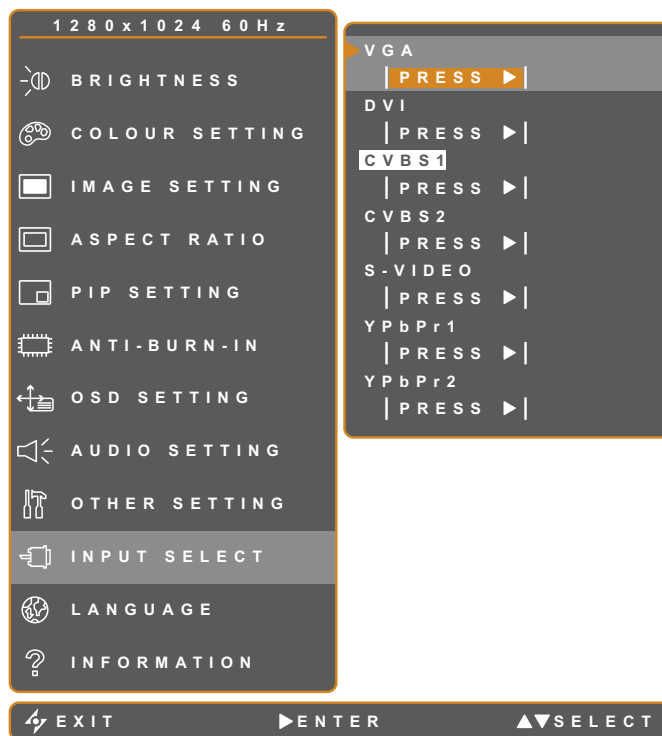 1280x1024 60Hz
BRIGHTNESS
COLOUR SETTING
IMAGE SETTING
ASPECT RATIO
PIP SETTING
ANTI-BURN-IN
OSD SETTING
AUDIO SETTING
OTHER SETTING
INPUT SELECT
LANGUAGE
INFORMATION
VGA
PRESS ▶
DVI
PRESS ▶
CVBS1
PRESS ▶
CVBS2
PRESS ▶
S-VIDEO
PRESS ▶
YPbPr1
PRESS ▶
YPbPr2
PRESS ▶
EXIT ▶ENTER ▲▼SELECT